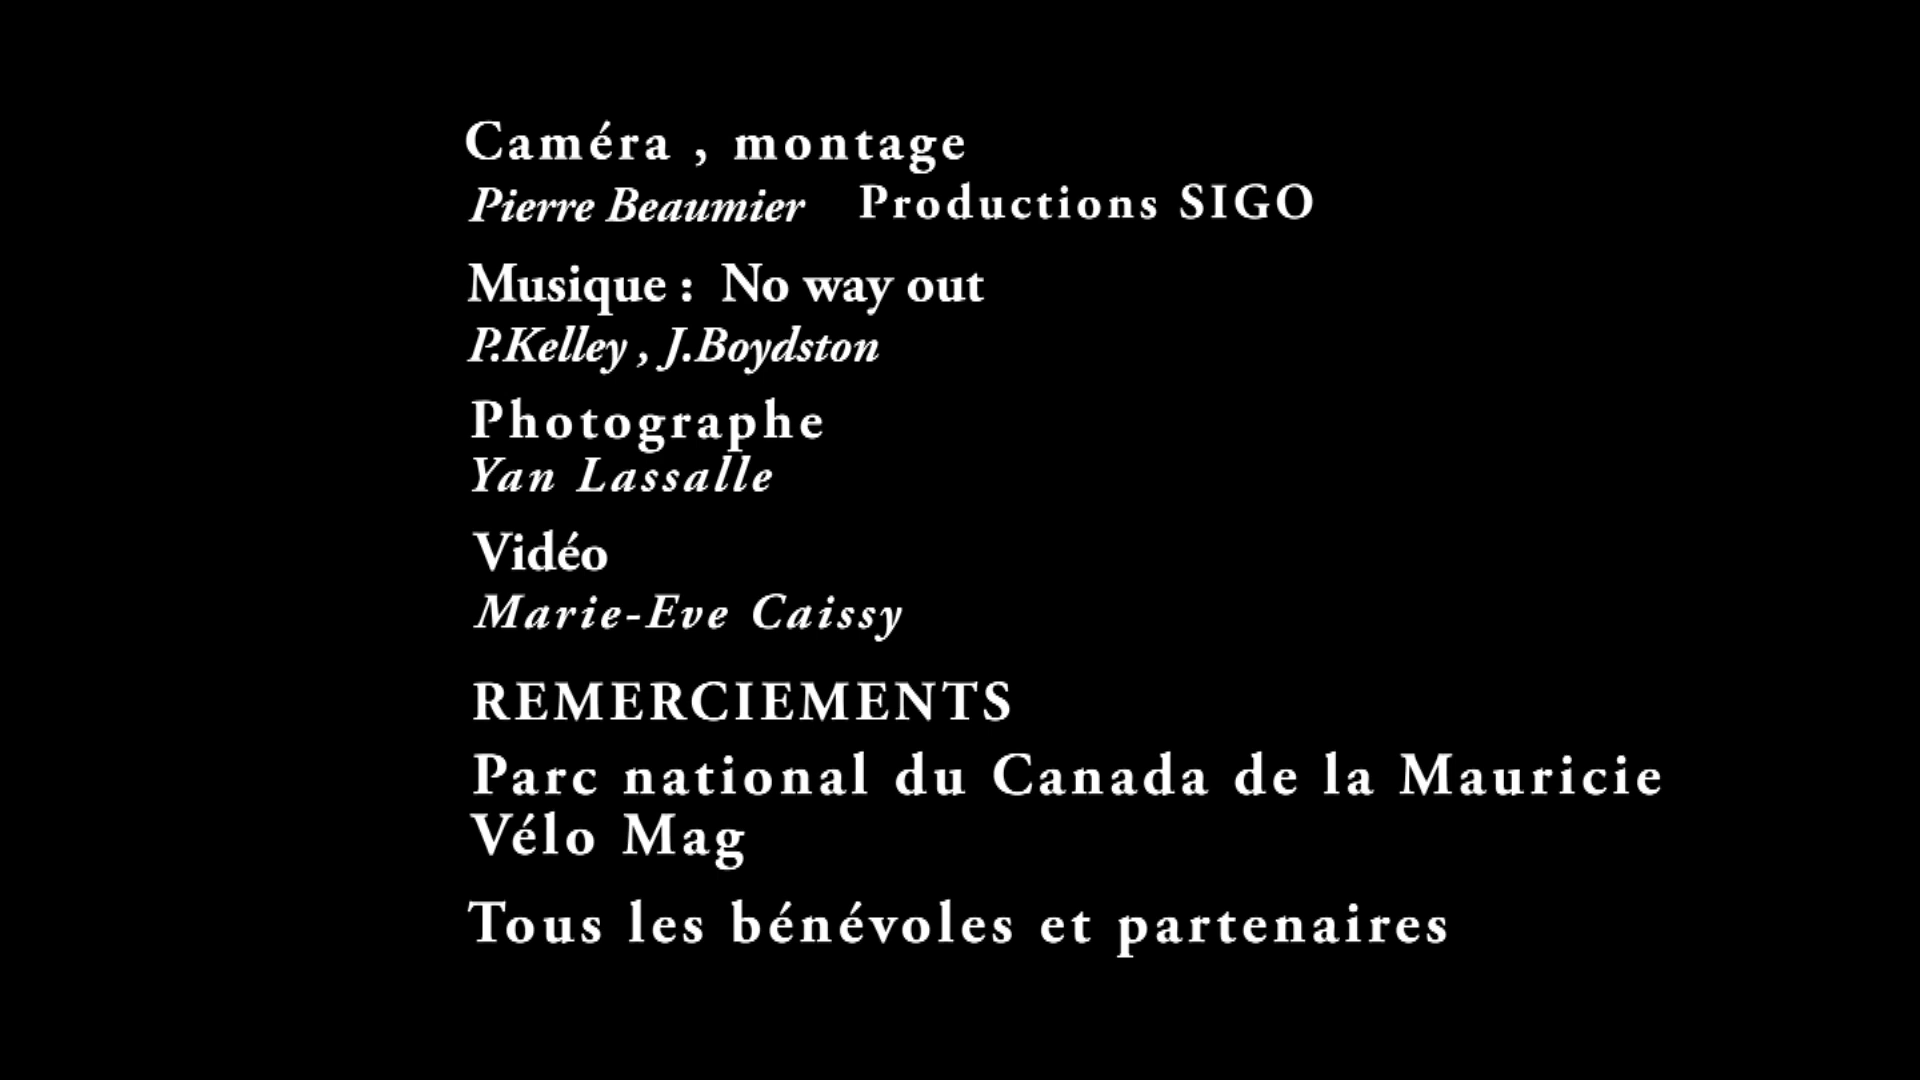 Caméra , montage
Pierre Beaumier Productions SIGO
Musique : No way out
P.Kelley , J.Boydston
Photographe
Yan Lassalle
Vidéo
Marie-Eve Caissy
REMERCIEMENTS
Parc national du Canada de la Mauricie
Vélo Mag
Tous les bénévoles et partenaires